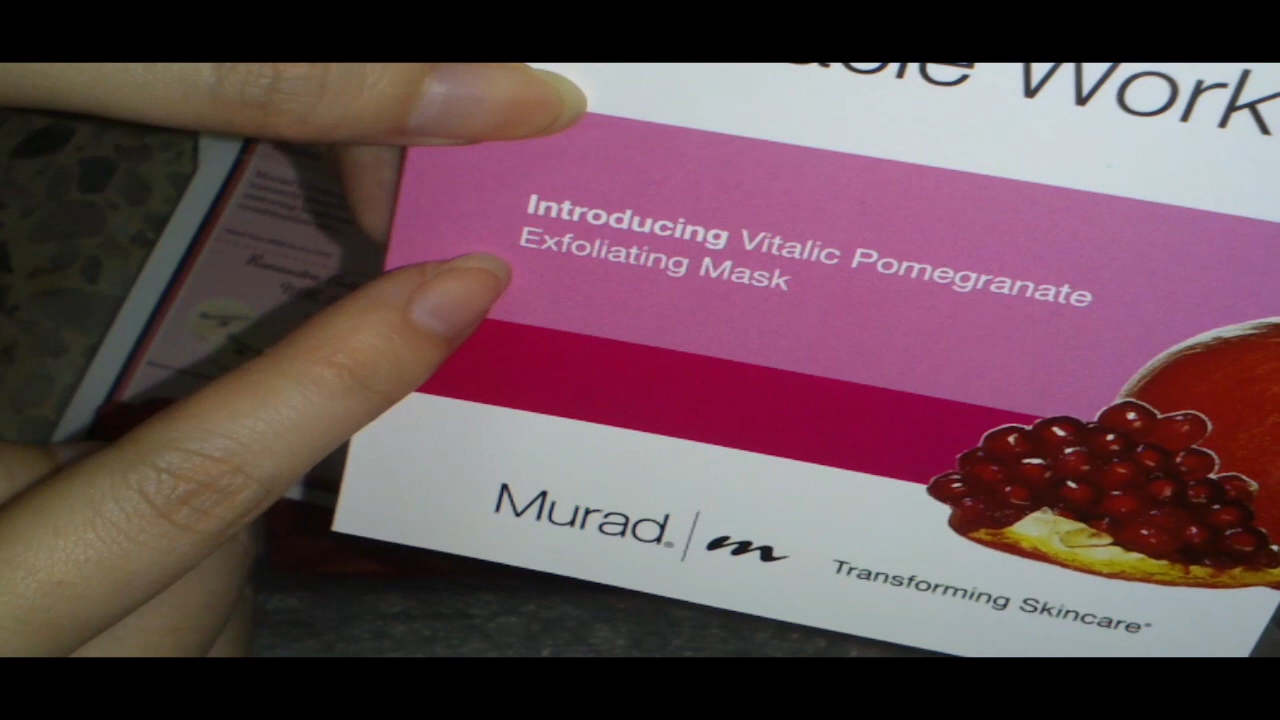 Work
Introducing Vitalic Pomegranate
Exfoliating Mask
Murad. m
Transforming Skincare®